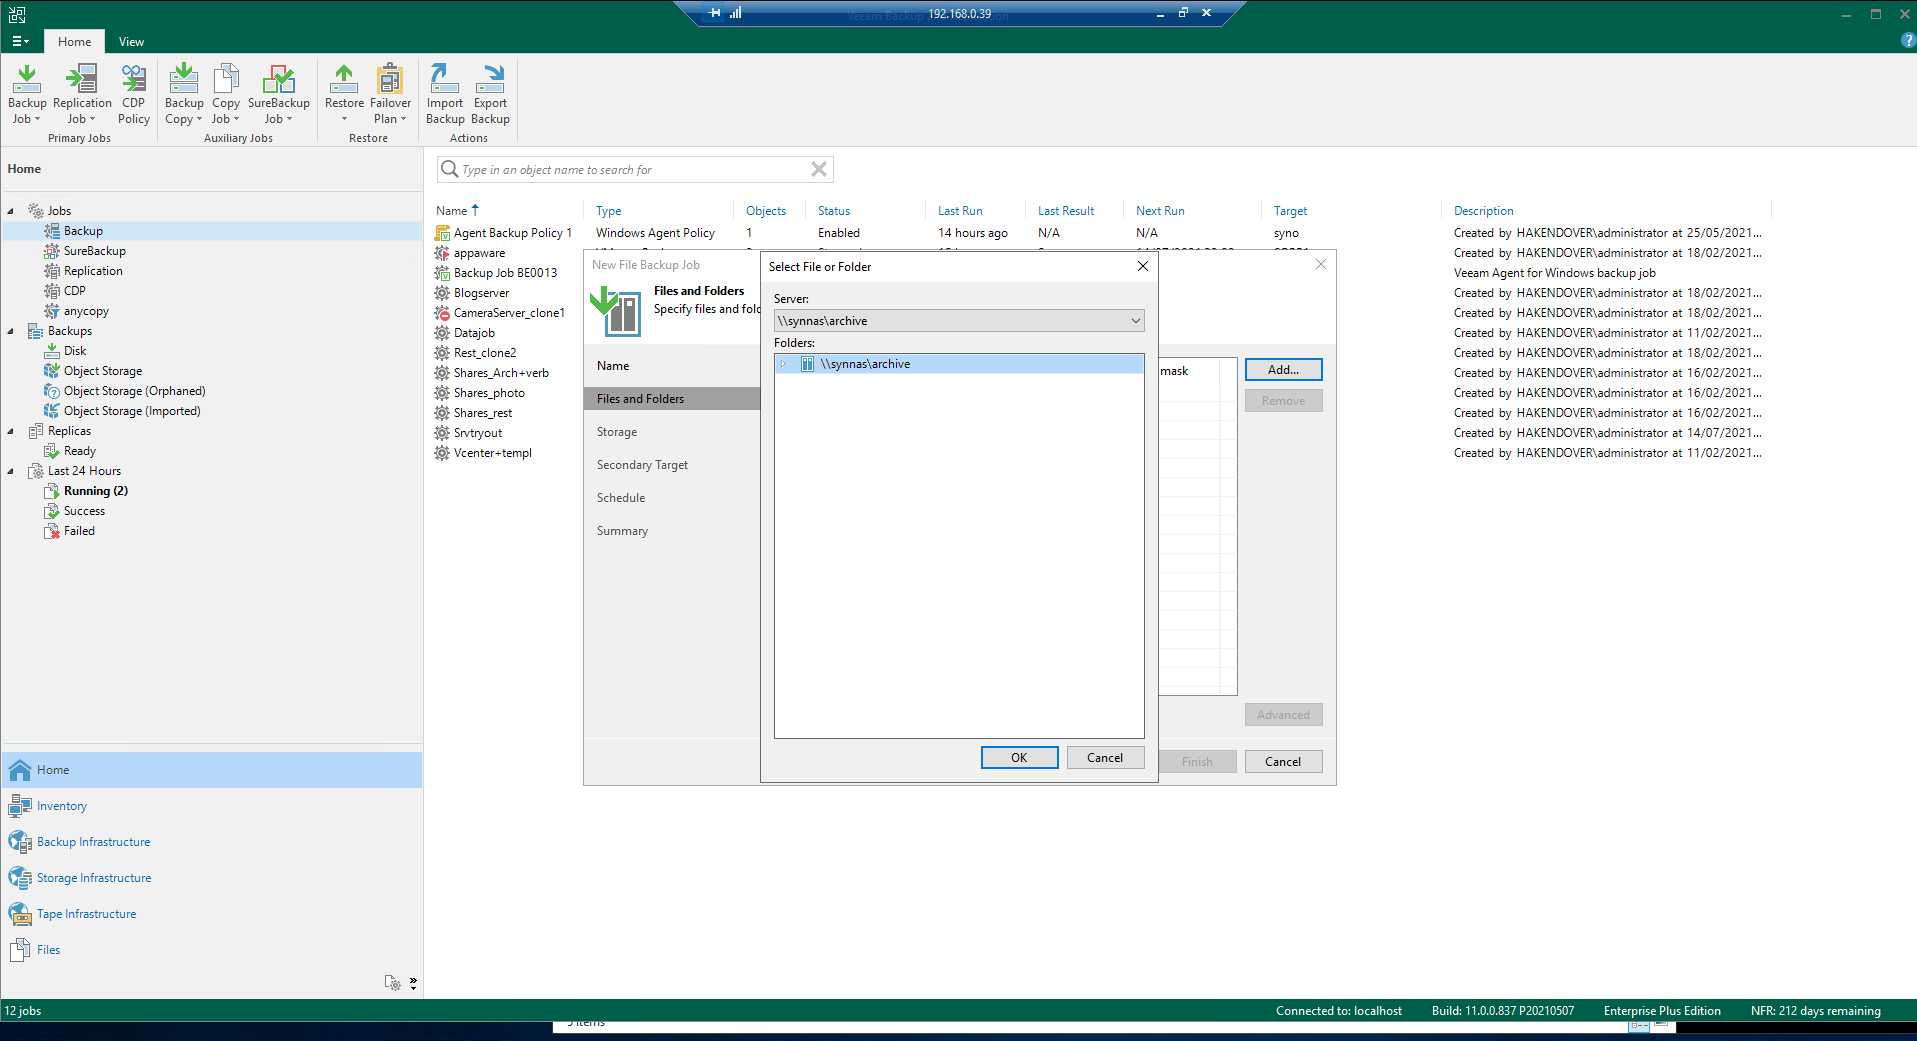 192.168.0.39
Home
View
Backup Job
Replication Job
CDP Policy
Primary Jobs
Backup Copy
Copy Job
SureBackup Job
Auxiliary Jobs
Restore
Failover Plan
Restore
Import Backup
Export Backup
Actions
Home
Jobs
Backup
SureBackup
Replication
CDP
anycopy
Backups
Disk
Object Storage
Object Storage (Orphaned)
Object Storage (Imported)
Replicas
Ready
Last 24 Hours
Running (2)
Success
Failed
Home
Inventory
Backup Infrastructure
Storage Infrastructure
Tape Infrastructure
Files
Type in an object name to search for
Name Type Objects Status Last Run Last Result Next Run Target Description
Agent Backup Policy 1 Windows Agent Policy 1 Enabled 14 hours ago N/A N/A syno Created by HAKENDOVER\administrator at 25/05/2021...
appaware Created by HAKENDOVER\administrator at 18/02/2021...
Backup Job BE0013 Veeam Agent for Windows backup job
Blogserver Created by HAKENDOVER\administrator at 18/02/2021...
CameraServer_clone1 Created by HAKENDOVER\administrator at 18/02/2021...
Datajob Created by HAKENDOVER\administrator at 11/02/2021...
Rest_clone2 Created by HAKENDOVER\administrator at 18/02/2021...
Shares_Arch+verb Created by HAKENDOVER\administrator at 16/02/2021...
Shares_photo Created by HAKENDOVER\administrator at 16/02/2021...
Shares_rest Created by HAKENDOVER\administrator at 16/02/2021...
Srvtryout Created by HAKENDOVER\administrator at 14/07/2021...
Vcenter+templ Created by HAKENDOVER\administrator at 11/02/2021...
New File Backup Job
Files and Folders
Specify files and fold
Name
Files and Folders
Storage
Secondary Target
Schedule
Summary
mask
Add...
Remove
Advanced
Finish
Cancel
Select File or Folder
Server:
\\synnas\archive
Folders:
\\synnas\archive
OK
Cancel
12 jobs
Connected to: localhost
Build: 11.0.0.837 P20210507
Enterprise Plus Edition
NFR: 212 days remaining